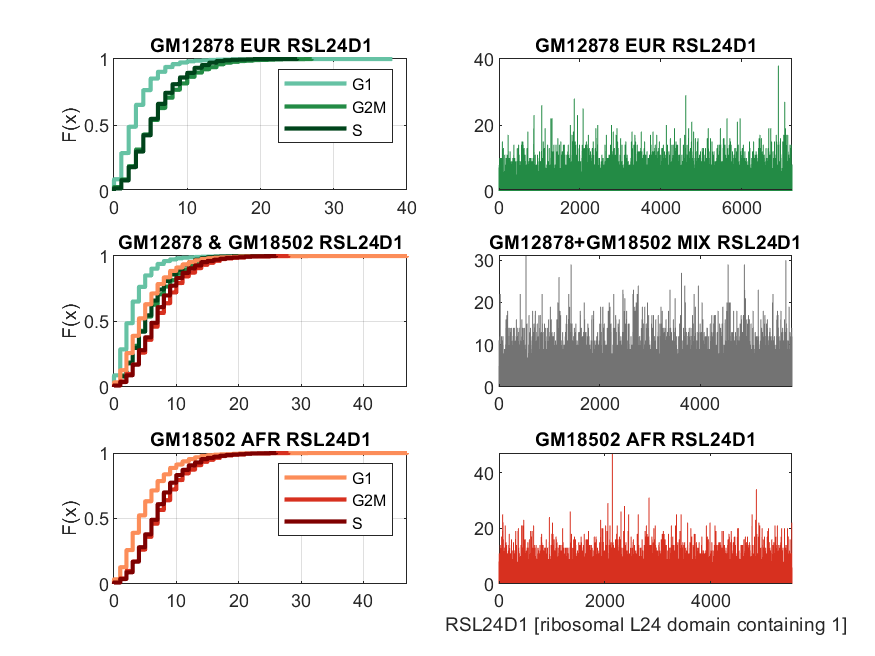 GM12878 EUR RSL24D1
1
0.5
0
F(x)
0 10 20 30 40
G1
G2M
S
GM12878 EUR RSL24D1
40
20
0
0 2000 4000 6000
GM12878 & GM18502 RSL24D1
1
0.5
0
F(x)
0 10 20 30 40
GM12878+GM18502 MIX RSL24D1
30
20
10
0
0 2000 4000
GM18502 AFR RSL24D1
1
0.5
0
F(x)
0 10 20 30 40
G1
G2M
S
GM18502 AFR RSL24D1
40
20
0
0 2000 4000
RSL24D1 [ribosomal L24 domain containing 1]